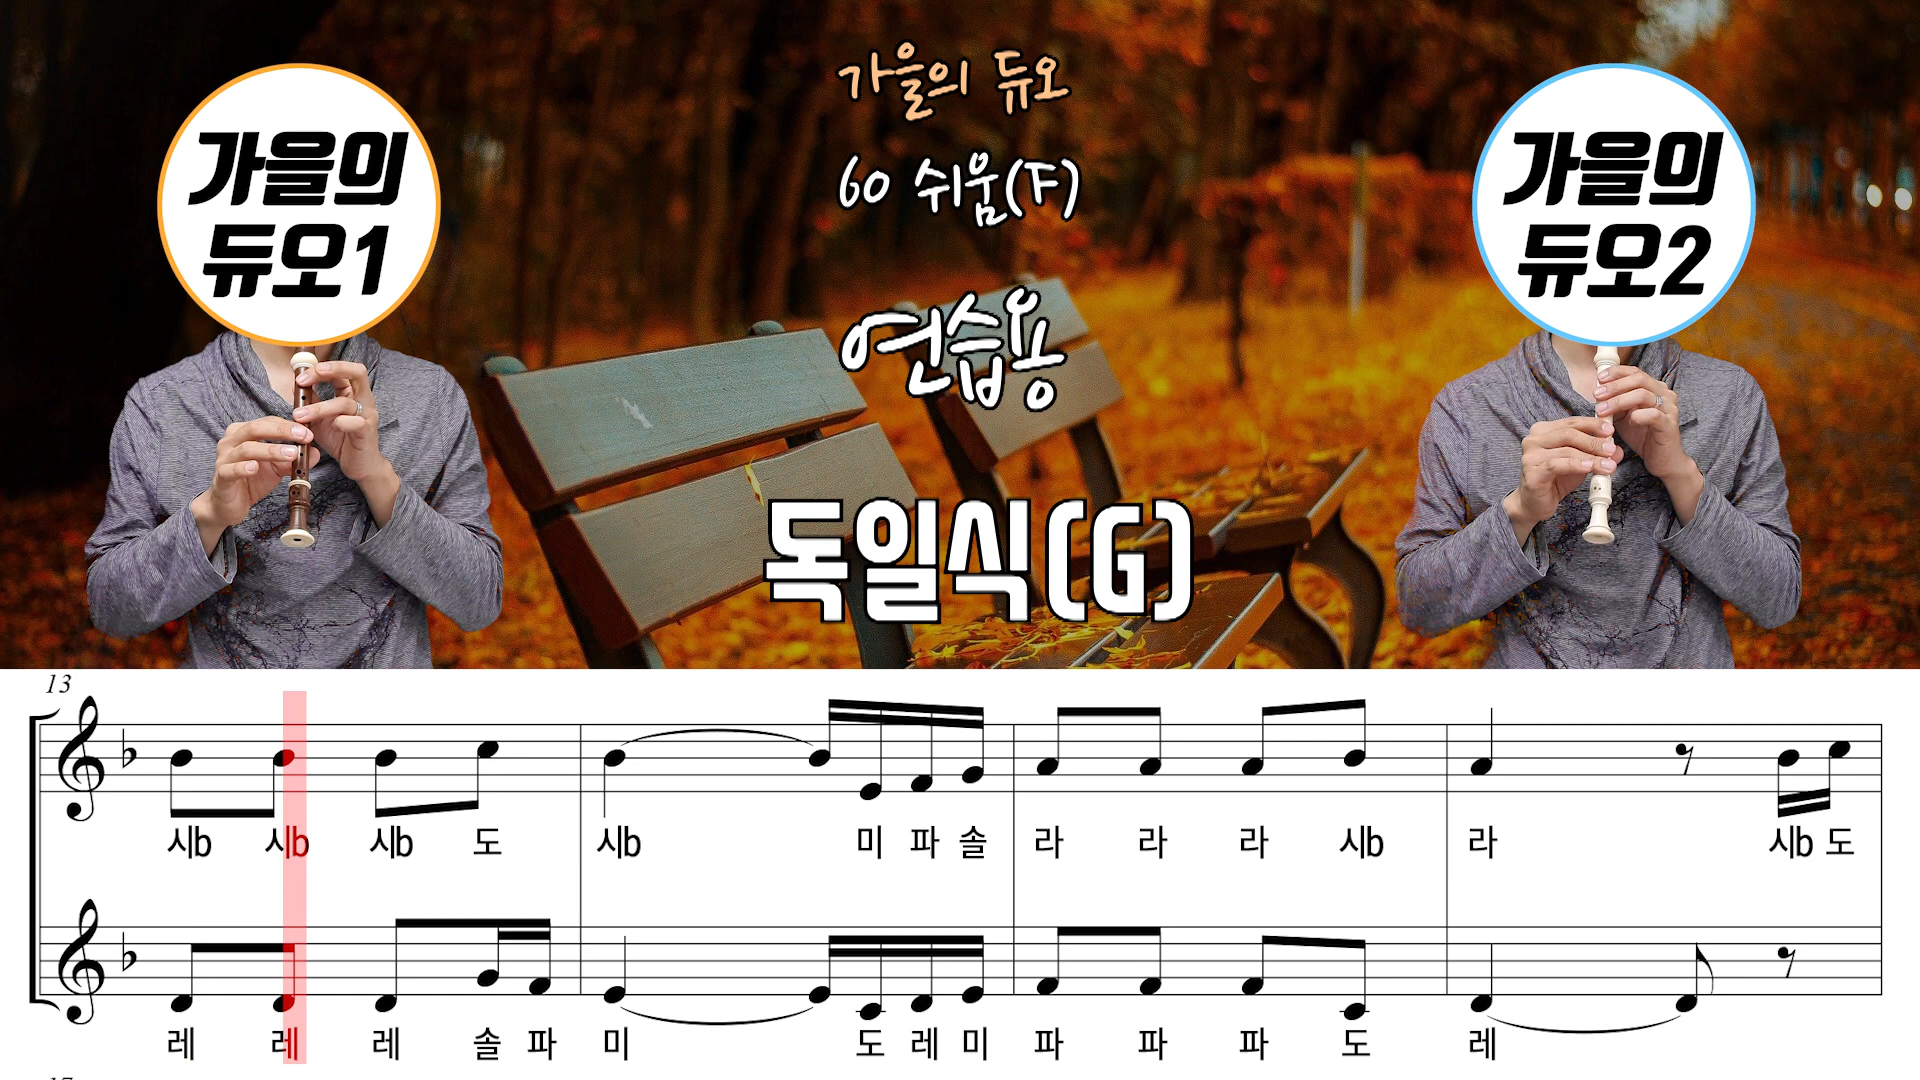 가을의 듀오
60 쉬움(F)
연습용
독일식(G)
가을의
듀오1
가을의
듀오2
13
시b 시b 시b 도 시b 미 파 솔 라 라 라 시b 라 시b 도
레 레 레 솔 파 미 도 레 미 파 파 파 도 레